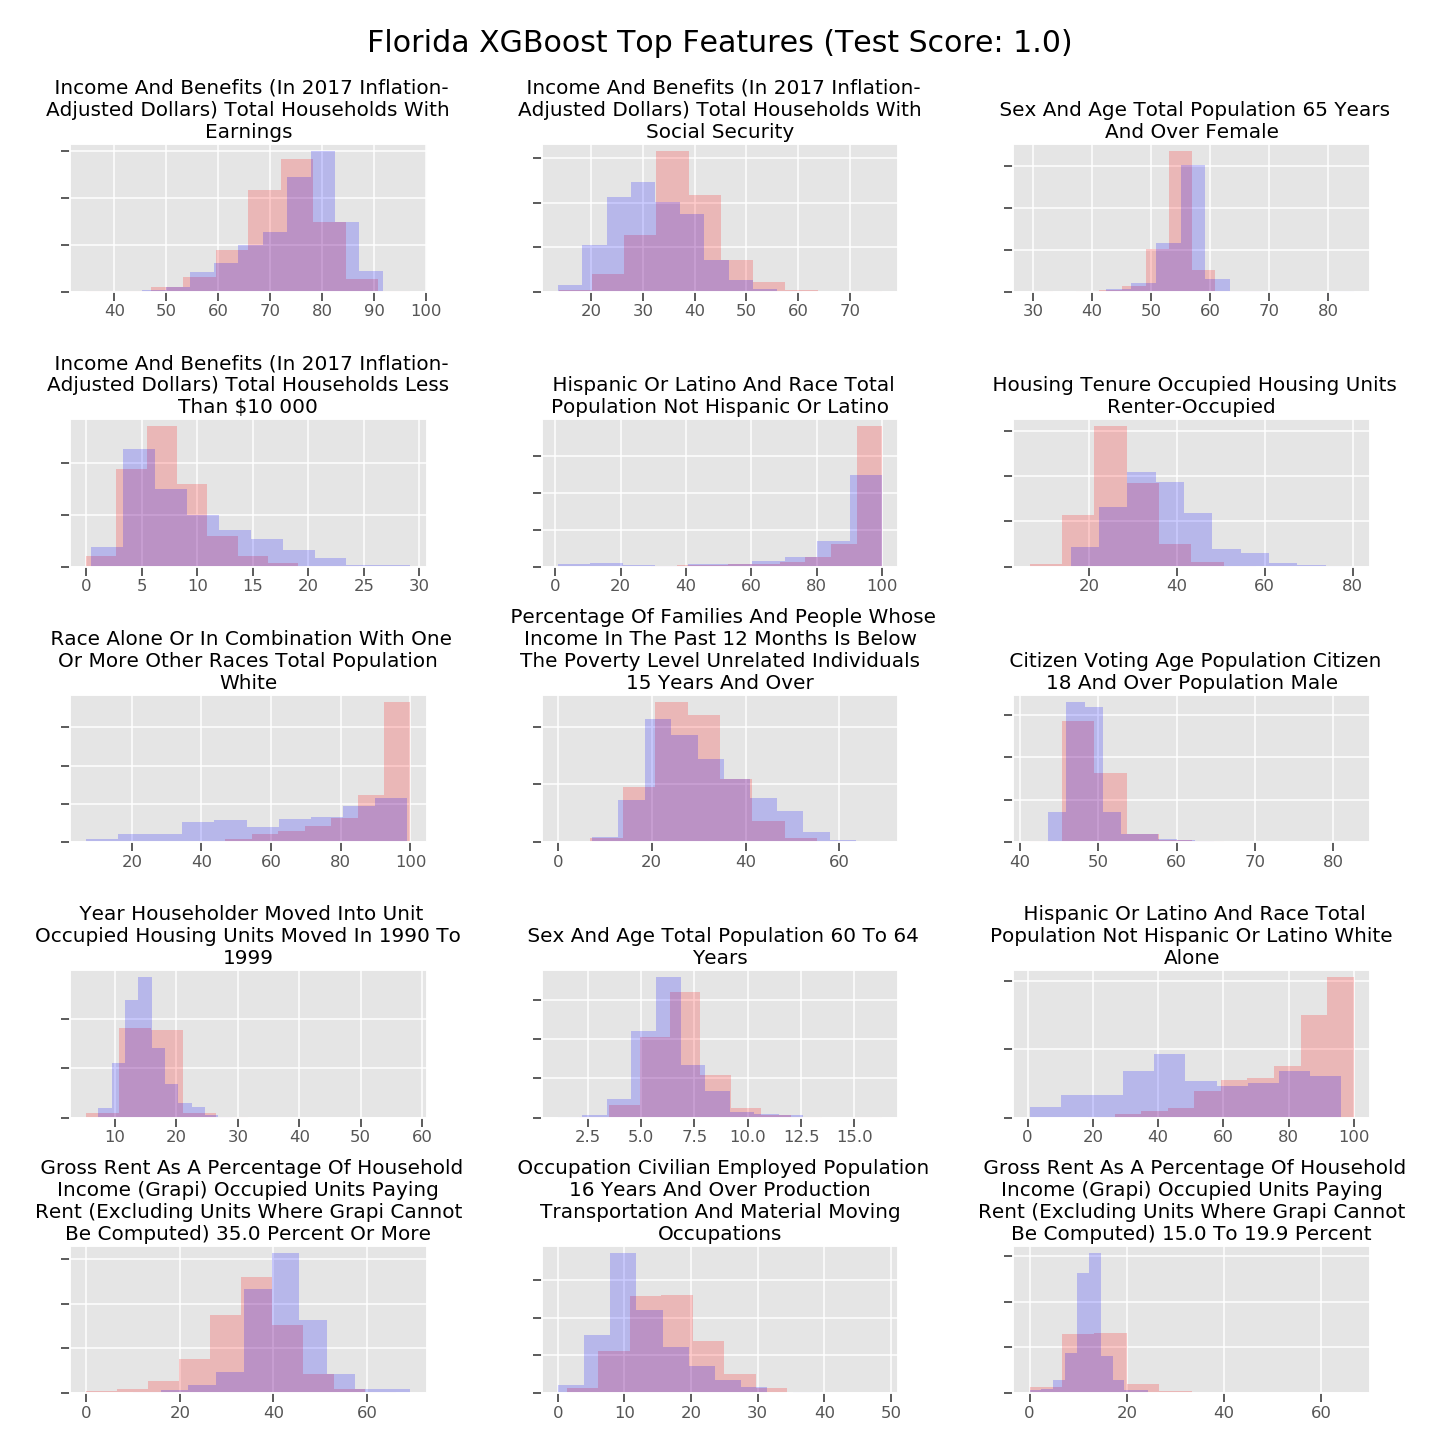 Florida XGBoost Top Features (Test Score: 1.0)
Income And Benefits (In 2017 Inflation-
Adjusted Dollars) Total Households With
Earnings
40 50 60 70 80 90 100
Income And Benefits (In 2017 Inflation-
Adjusted Dollars) Total Households With
Social Security
20 30 40 50 60 70
Sex And Age Total Population 65 Years
And Over Female
30 40 50 60 70 80
Income And Benefits (In 2017 Inflation-
Adjusted Dollars) Total Households Less
Than $10 000
0 5 10 15 20 25 30
Hispanic Or Latino And Race Total
Population Not Hispanic Or Latino
0 20 40 60 80 100
Housing Tenure Occupied Housing Units
Renter-Occupied
20 40 60 80
Race Alone Or In Combination With One
Or More Other Races Total Population
White
20 40 60 80 100
Percentage Of Families And People Whose
Income In The Past 12 Months Is Below
The Poverty Level Unrelated Individuals
15 Years And Over
0 20 40 60
Citizen Voting Age Population Citizen
18 And Over Population Male
40 50 60 70 80
Year Householder Moved Into Unit
Occupied Housing Units Moved In 1990 To
1999
10 20 30 40 50 60
Sex And Age Total Population 60 To 64
Years
2.5 5.0 7.5 10.0 12.5 15.0
Hispanic Or Latino And Race Total
Population Not Hispanic Or Latino White
Alone
0 20 40 60 80 100
Gross Rent As A Percentage Of Household
Income (Grapi) Occupied Units Paying
Rent (Excluding Units Where Grapi Cannot
Be Computed) 35.0 Percent Or More
0 20 40 60
Occupation Civilian Employed Population
16 Years And Over Production
Transportation And Material Moving
Occupations
0 10 20 30 40 50
Gross Rent As A Percentage Of Household
Income (Grapi) Occupied Units Paying
Rent (Excluding Units Where Grapi Cannot
Be Computed) 15.0 To 19.9 Percent
0 20 40 60